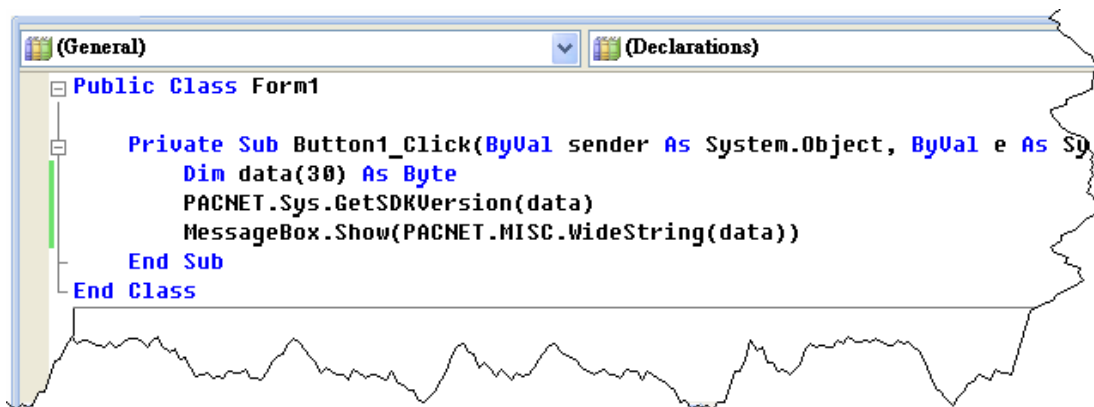 (General) (Declarations)
Public Class Form1
Private Sub Button1_Click(ByVal sender As System.Object, ByVal e As Sy
Dim data(30) As Byte
PACNET.Sys.GetSDKVersion(data)
MessageBox.Show(PACNET.MISC.WideString(data))
End Sub
End Class